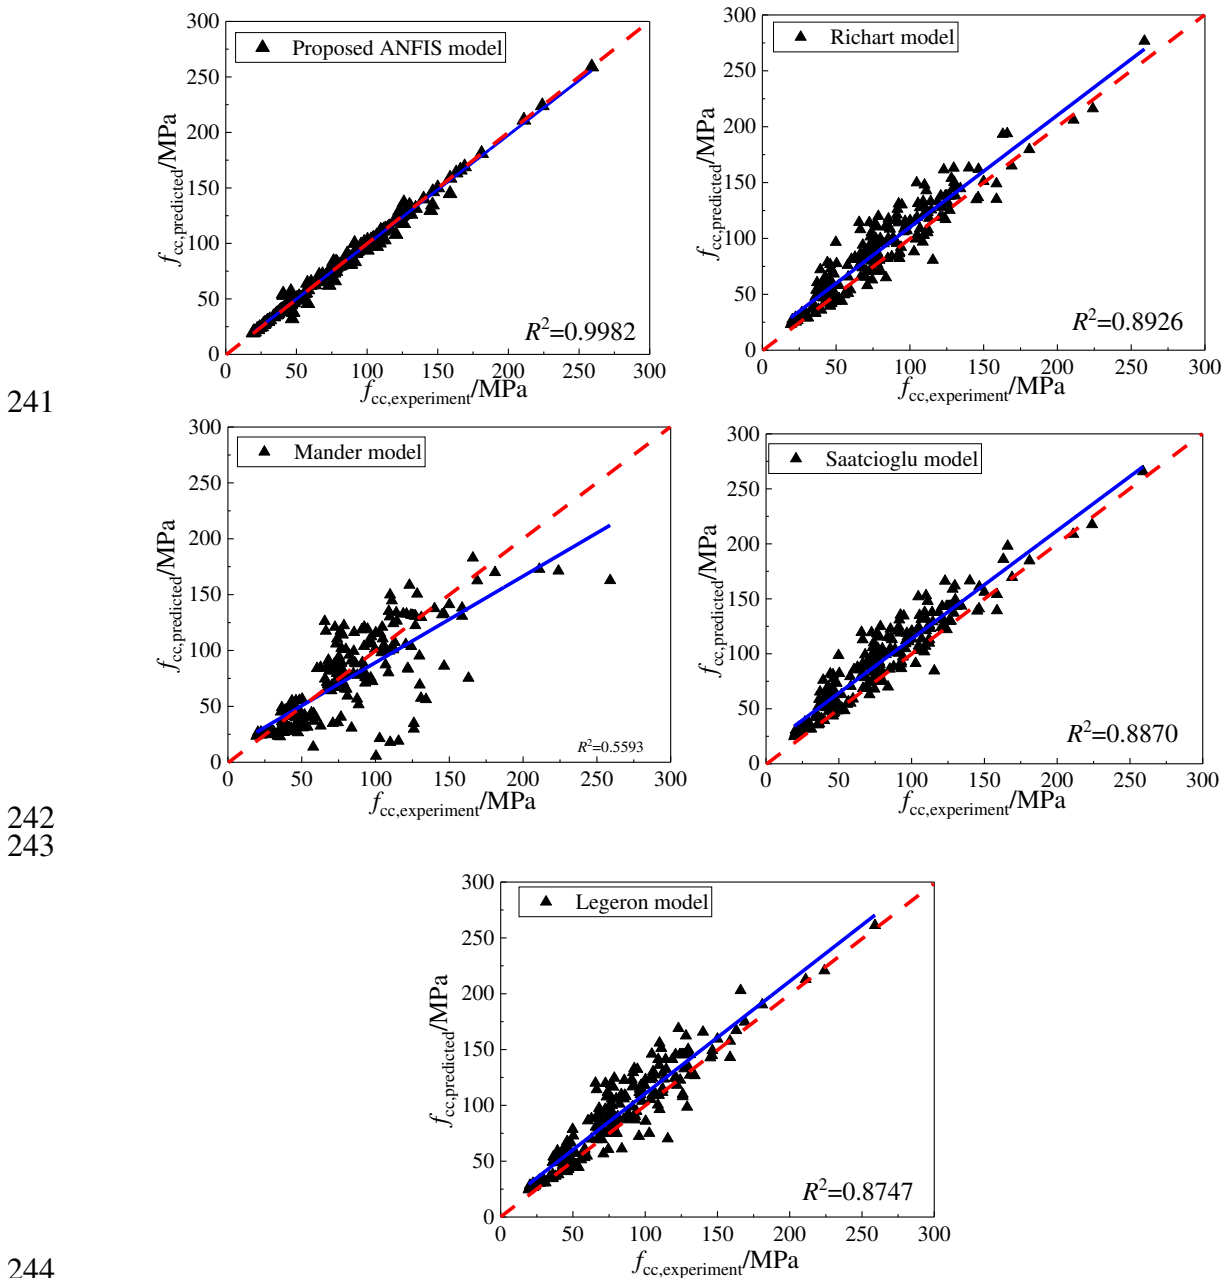 300
250
200
150
100
50
0
f_cc,predicted/MPa
Proposed ANFIS model
R²=0.9982
0 50 100 150 200 250 300
f_cc,experiment/MPa
300
250
200
150
100
50
0
f_cc,predicted/MPa
Richart model
R²=0.8926
0 50 100 150 200 250 300
f_cc,experiment/MPa
241
300
250
200
150
100
50
0
f_cc,predicted/MPa
Mander model
R²=0.5593
0 50 100 150 200 250 300
f_cc,experiment/MPa
300
250
200
150
100
50
0
f_cc,predicted/MPa
Saatcioglu model
R²=0.8870
0 50 100 150 200 250 300
f_cc,experiment/MPa
242
243
300
250
200
150
100
50
0
f_cc,predicted/MPa
Legeron model
R²=0.8747
0 50 100 150 200 250 300
f_cc,experiment/MPa
244